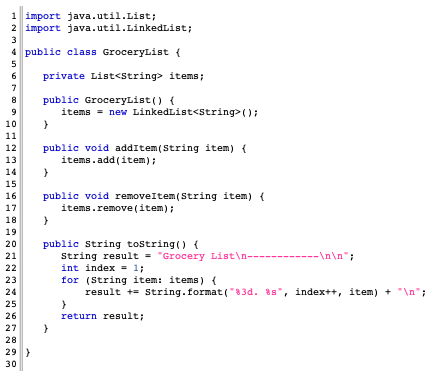 1 import java.util.List;
2 import java.util.LinkedList;
3
4 public class GroceryList {
5
6    private List<String> items;
7
8    public GroceryList() {
9       items = new LinkedList<String>();
10    }
11
12    public void addItem(String item) {
13       items.add(item);
14    }
15
16    public void removeItem(String item) {
17       items.remove(item);
18    }
19
20    public String toString() {
21       String result = "Grocery List\n------------\n\n";
22       int index = 1;
23       for (String item: items) {
24           result += String.format("%3d. %s", index++, item) + "\n";
25       }
26       return result;
27    }
28
29 }
30